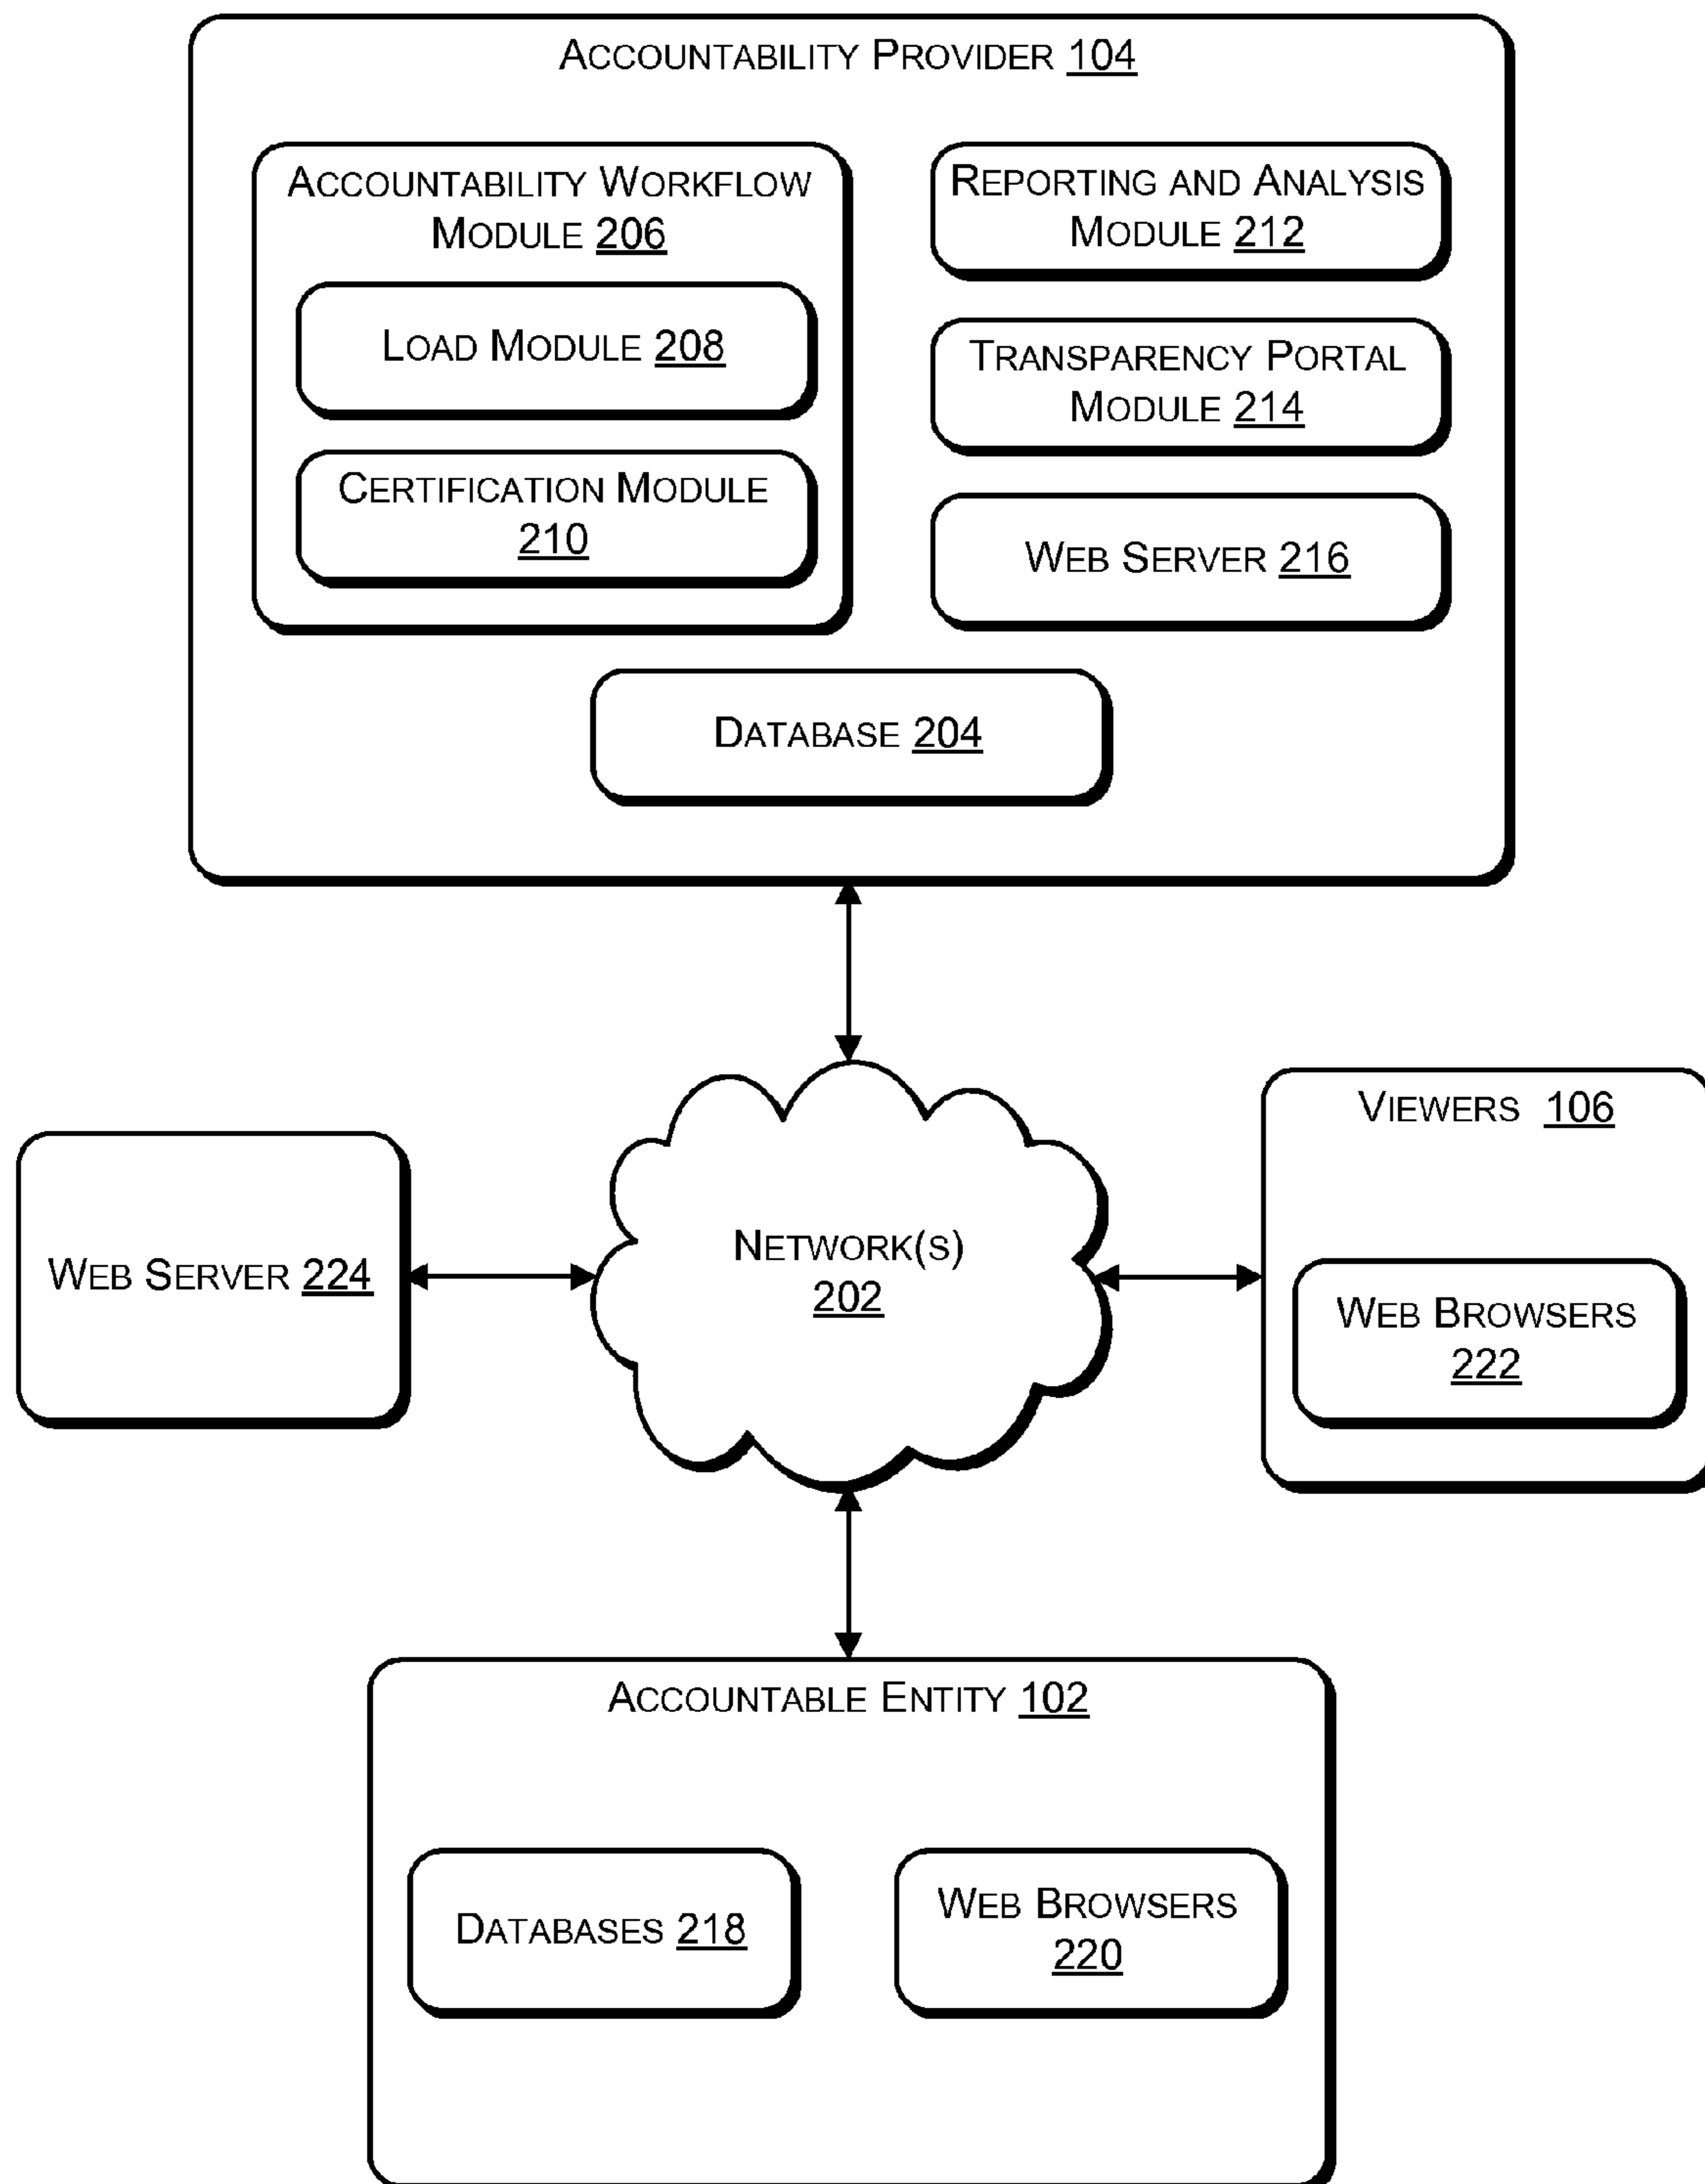 ACCOUNTABILITY PROVIDER 104
ACCOUNTABILITY WORKFLOW
MODULE 206
LOAD MODULE 208
CERTIFICATION MODULE
210
REPORTING AND ANALYSIS
MODULE 212
TRANSPARENCY PORTAL
MODULE 214
WEB SERVER 216
DATABASE 204
WEB SERVER 224
NETWORK(S)
202
VIEWERS 106
WEB BROWSERS
222
ACCOUNTABLE ENTITY 102
DATABASES 218
WEB BROWSERS
220